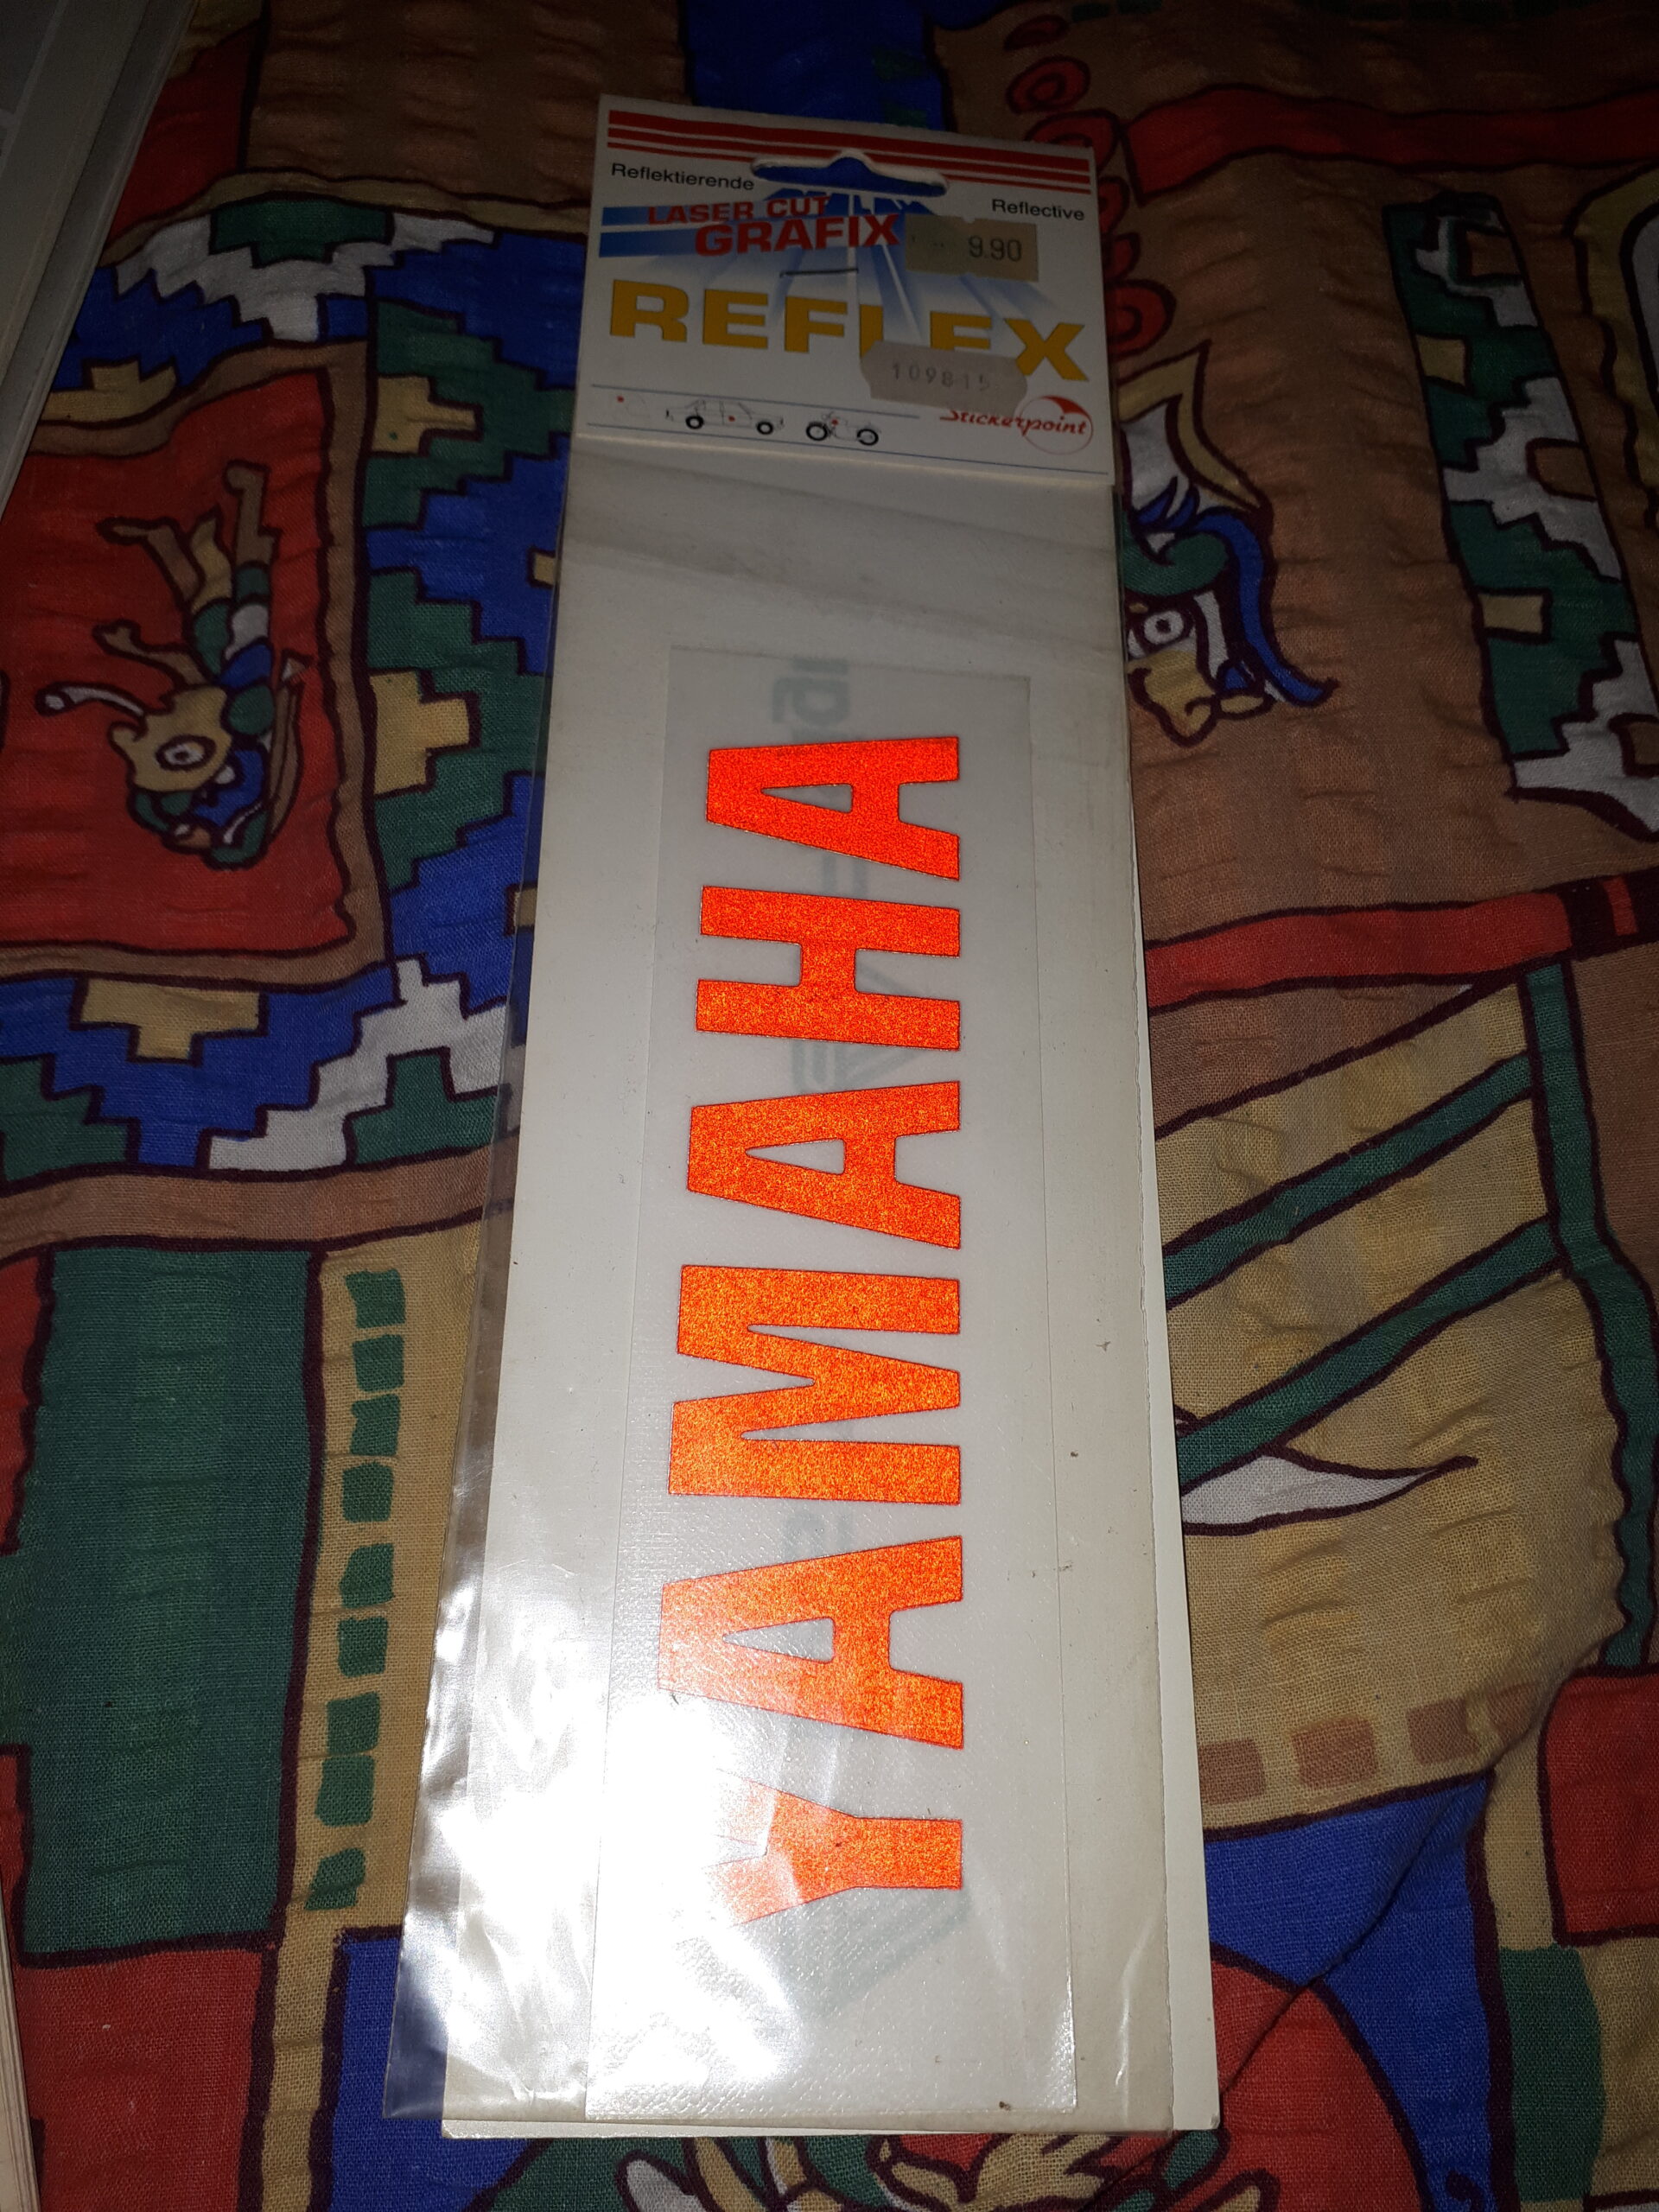 Reflektierende
Reflective
LASER CUT
GRAFIX
9.90
REFLEX
109815
Stickerpoint
YAMAHA